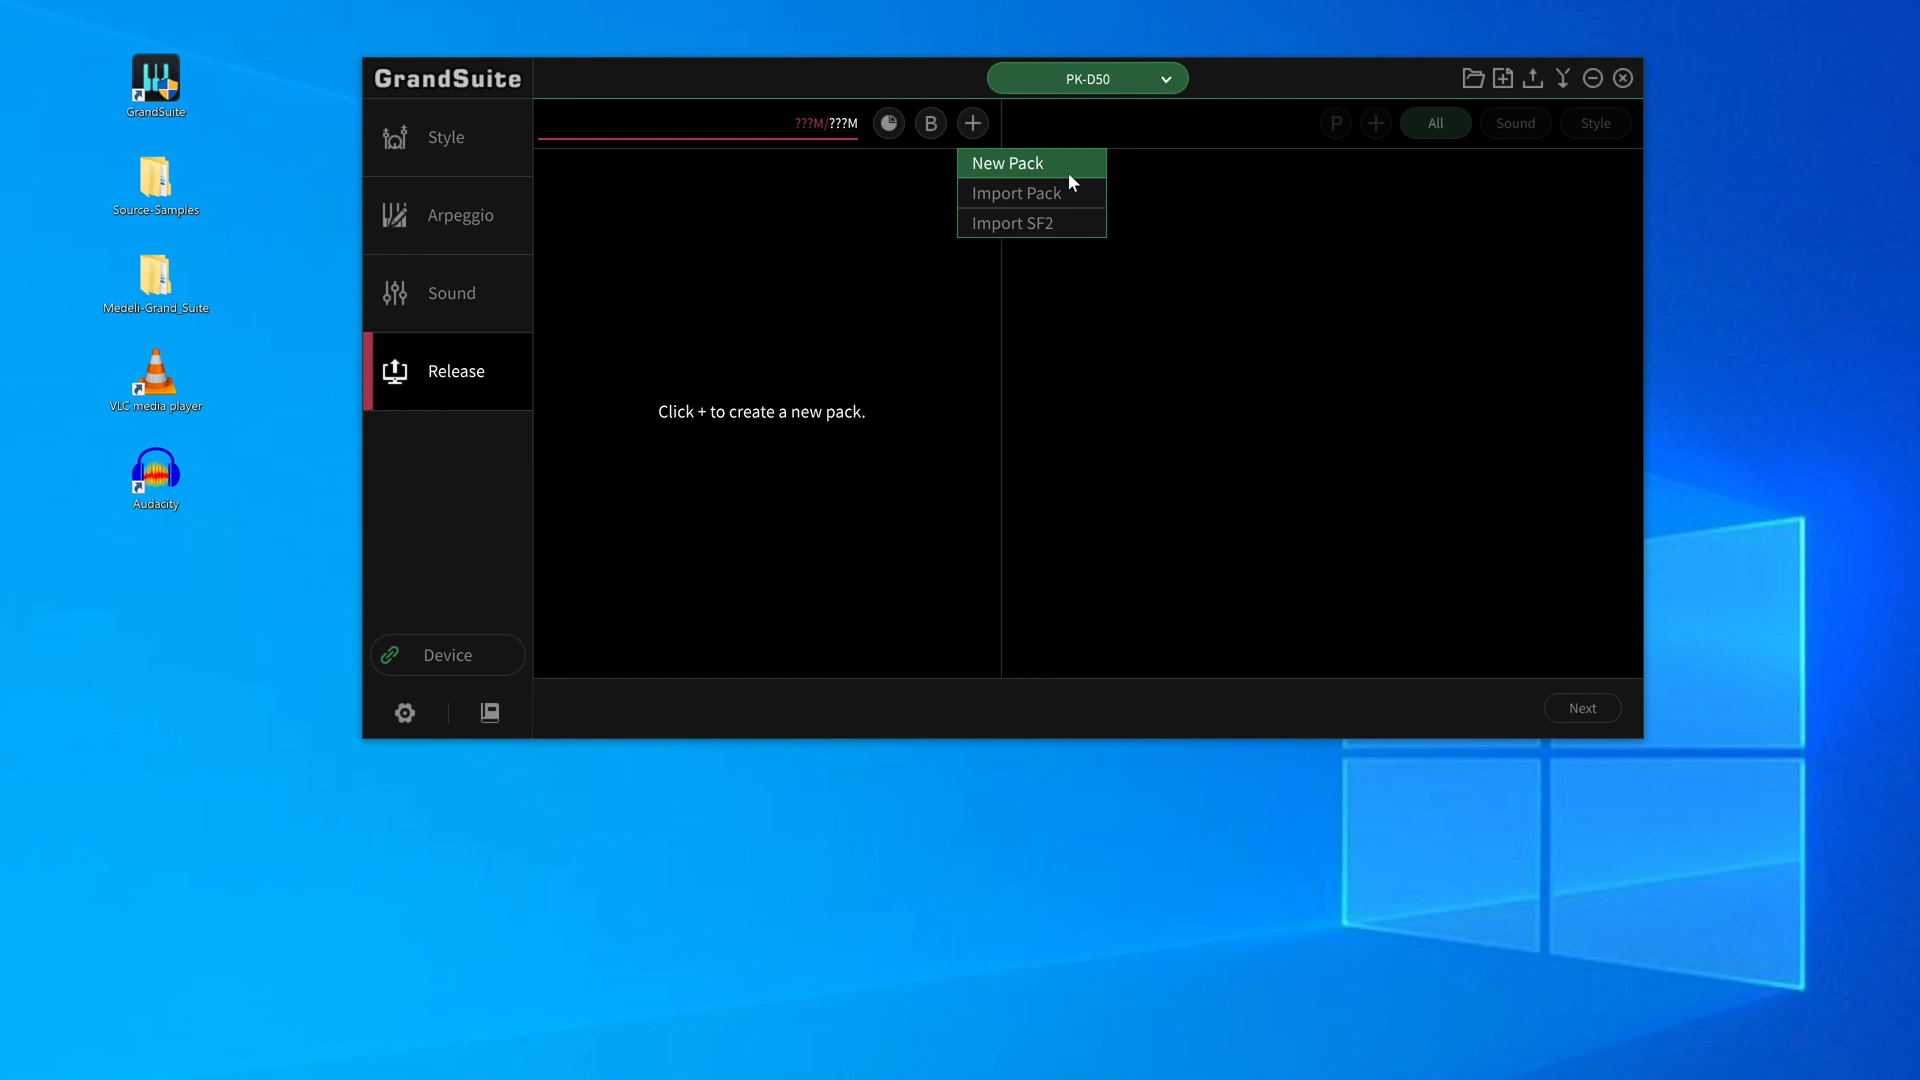 GrandSuite
Source-Samples
Medeli-Grand_Suite
VLC media player
Audacity
GrandSuite
PK-D50
Style
Arpeggio
Sound
Release
Device
???M/???M
B
New Pack
Import Pack
Import SF2
P
All
Sound
Style
Click + to create a new pack.
Next